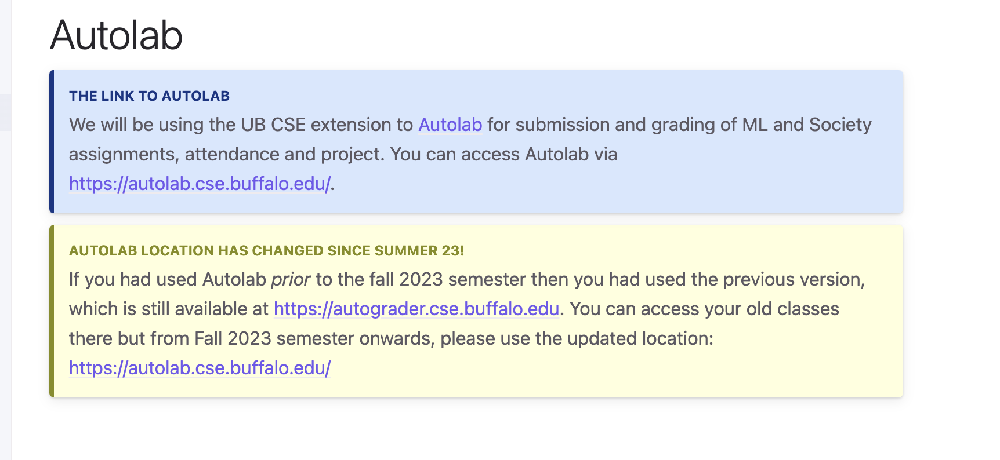 Autolab
THE LINK TO AUTOLAB
We will be using the UB CSE extension to Autolab for submission and grading of ML and Society
assignments, attendance and project. You can access Autolab via
https://autolab.cse.buffalo.edu/.
AUTOLAB LOCATION HAS CHANGED SINCE SUMMER 23!
If you had used Autolab prior to the fall 2023 semester then you had used the previous version,
which is still available at https://autograder.cse.buffalo.edu. You can access your old classes
there but from Fall 2023 semester onwards, please use the updated location:
https://autolab.cse.buffalo.edu/